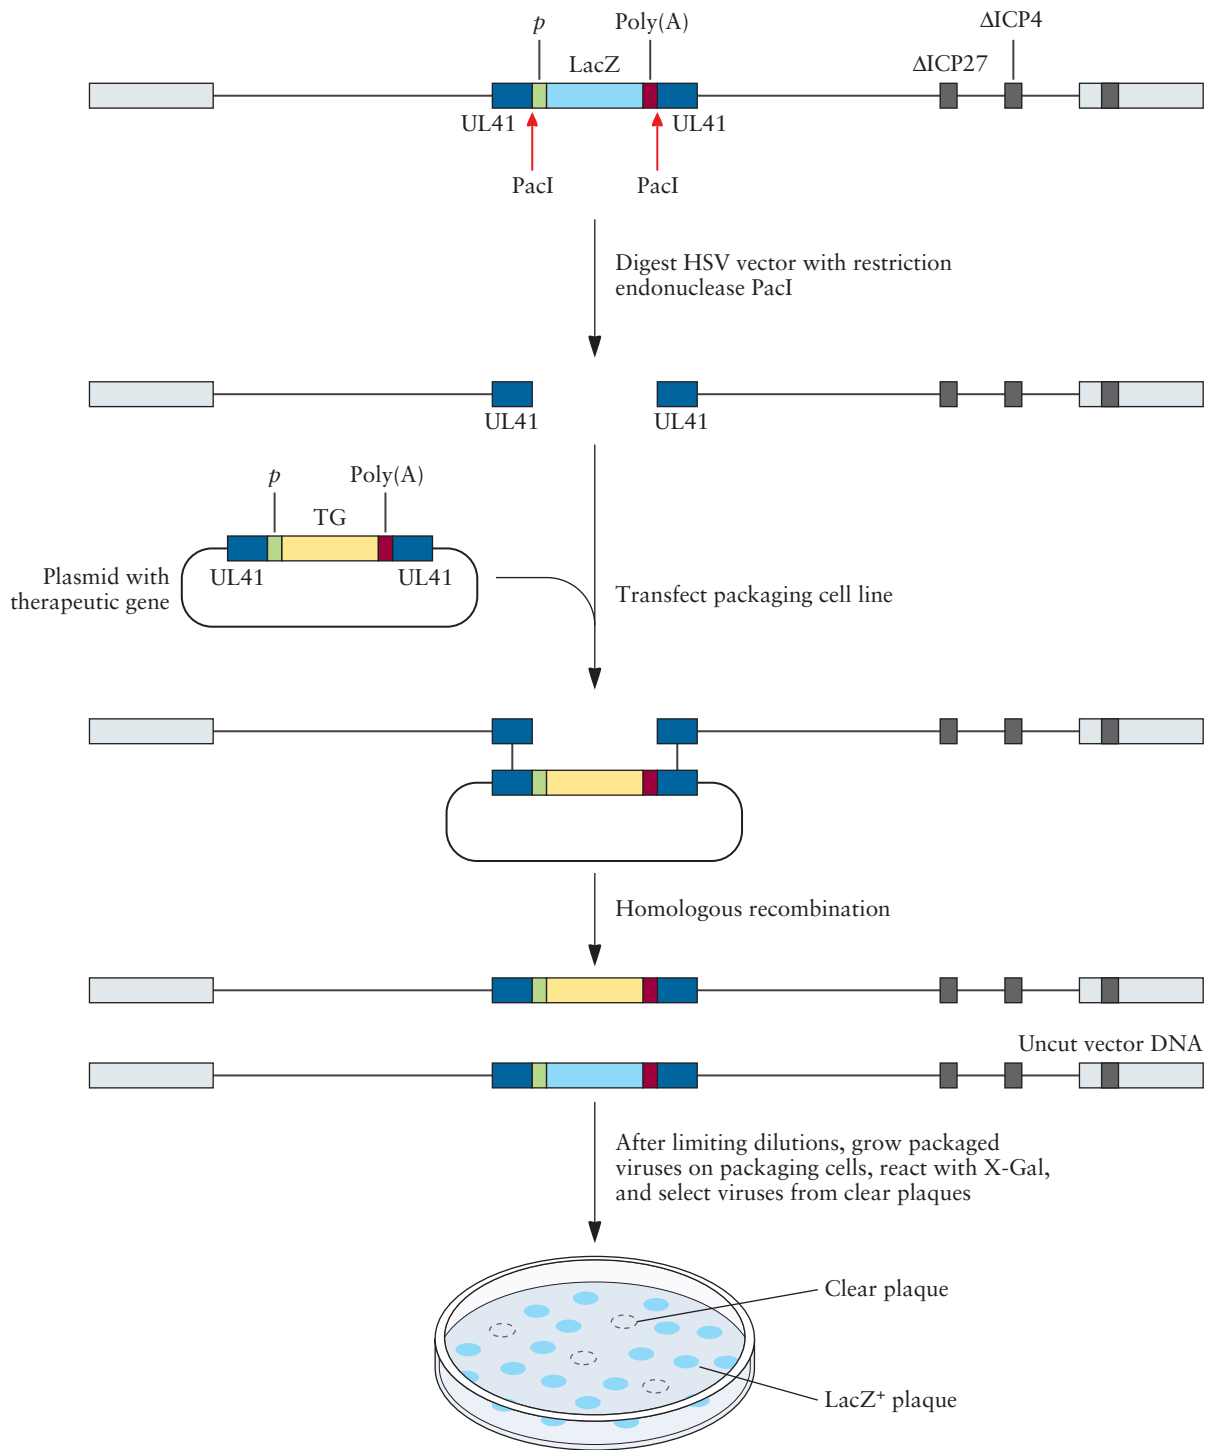 p
Poly(A)
ΔICP4
LacZ
ΔICP27
UL41
UL41
PacI
PacI
Digest HSV vector with restriction
endonuclease PacI
UL41
UL41
p
Poly(A)
TG
UL41
UL41
Plasmid with
therapeutic gene
Transfect packaging cell line
Homologous recombination
Uncut vector DNA
After limiting dilutions, grow packaged
viruses on packaging cells, react with X-Gal,
and select viruses from clear plaques
Clear plaque
LacZ⁺ plaque